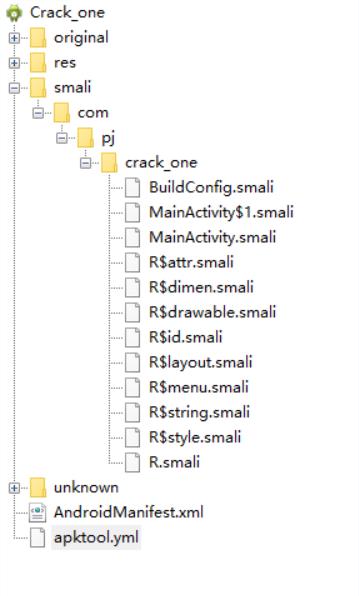 Crack_one
original
res
smali
com
pj
crack_one
BuildConfig.smali
MainActivity$1.smali
MainActivity.smali
R$attr.smali
R$dimen.smali
R$drawable.smali
R$id.smali
R$layout.smali
R$menu.smali
R$string.smali
R$style.smali
R.smali
unknown
AndroidManifest.xml
apktool.yml